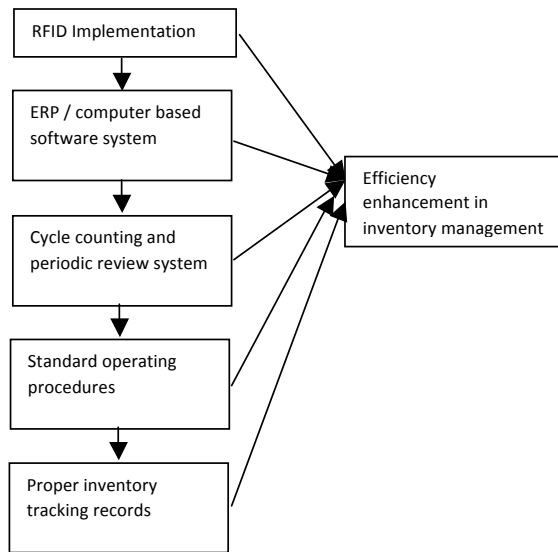 RFID Implementation
ERP / computer based
software system
Cycle counting and
periodic review system
Standard operating
procedures
Proper inventory
tracking records
Efficiency
enhancement in
inventory management